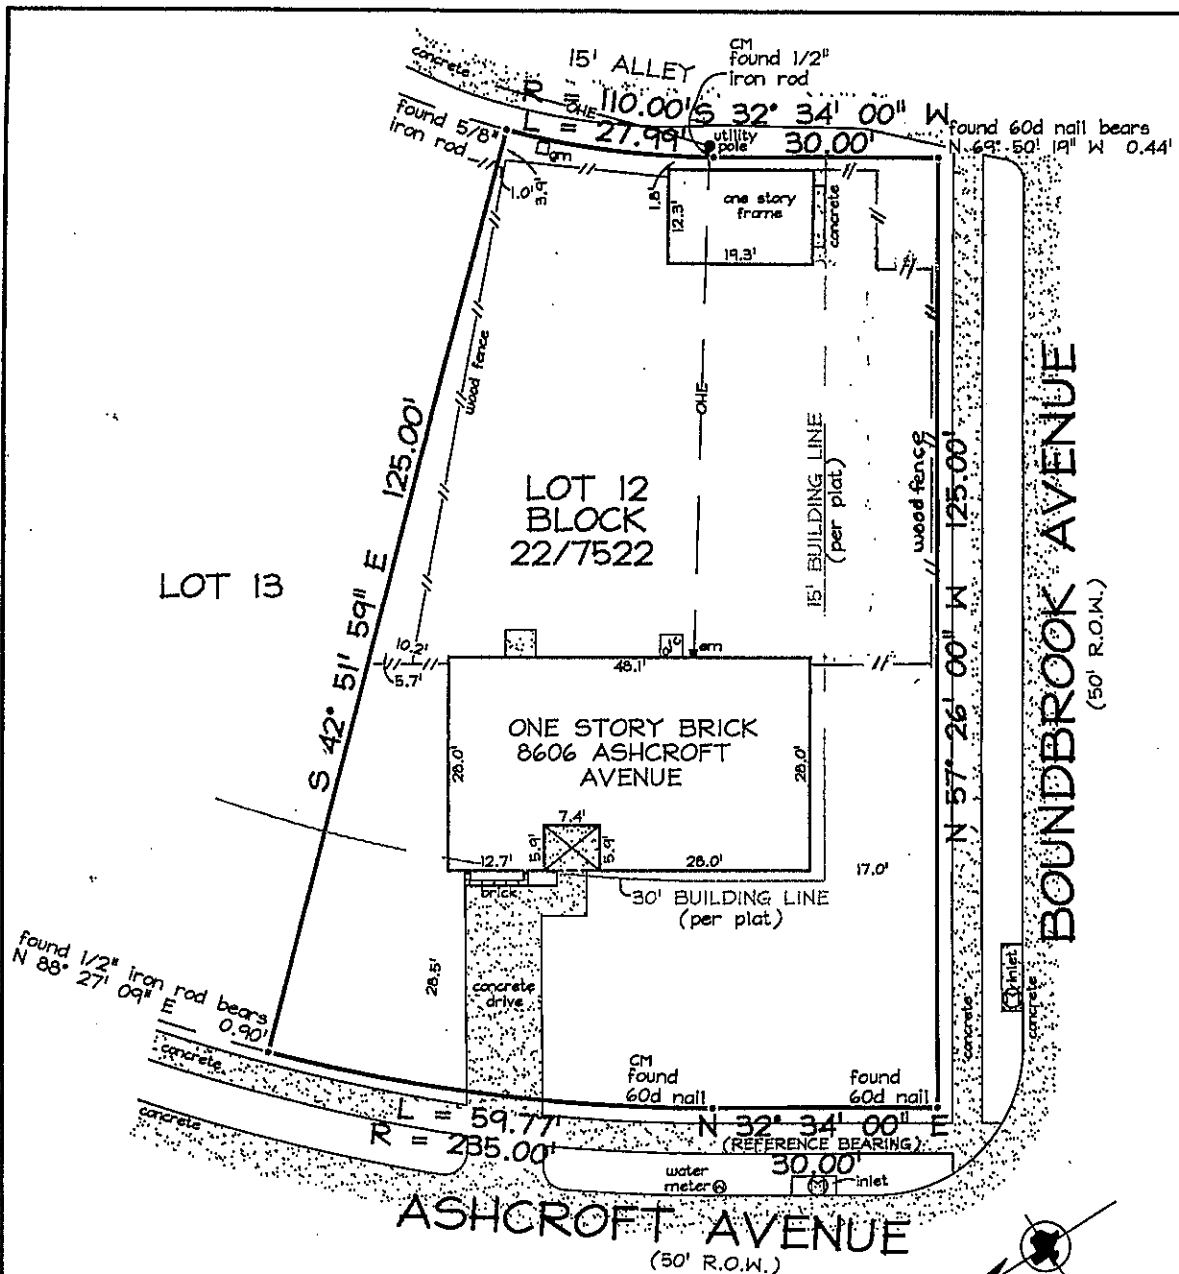 concrete
15' ALLEY
CM
found 1/2"
iron rod
R = 110.00'
OHE
L = 27.99'
S 32° 34' 00" W
30.00'
utility
pole
found 60d nail bears
N 69° 50' 19" W 0.44'
found 5/8"
iron rod
gm
1.0'
3.9'
1.8'
12.3'
one story
frame
19.3'
concrete
wood fence
OHE
125.00'
S 42° 51' 59" E
LOT 12
BLOCK
22/7522
LOT 13
15' BUILDING LINE
(per plat)
wood fence
125.00'
N 57° 26' 00" W
BOUNDBROOK AVENUE
(50' R.O.W.)
10.2'
5.7'
48.1'
em
ONE STORY BRICK
8606 ASHCROFT
AVENUE
28.0'
28.0'
7.4'
5.9'
5.9'
12.7'
28.0'
17.0'
brick
30' BUILDING LINE
(per plat)
28.5'
concrete
drive
found 1/2" iron rod bears
N 88° 27' 09" E
0.90'
concrete
concrete
concrete
inlet
concrete
CM
found
60d nail
found
60d nail
L = 59.77'
R = 235.00'
N 32° 34' 00" E
(REFERENCE BEARING)
30.00'
water
meter W
inlet
ASHCROFT AVENUE
(50' R.O.W.)